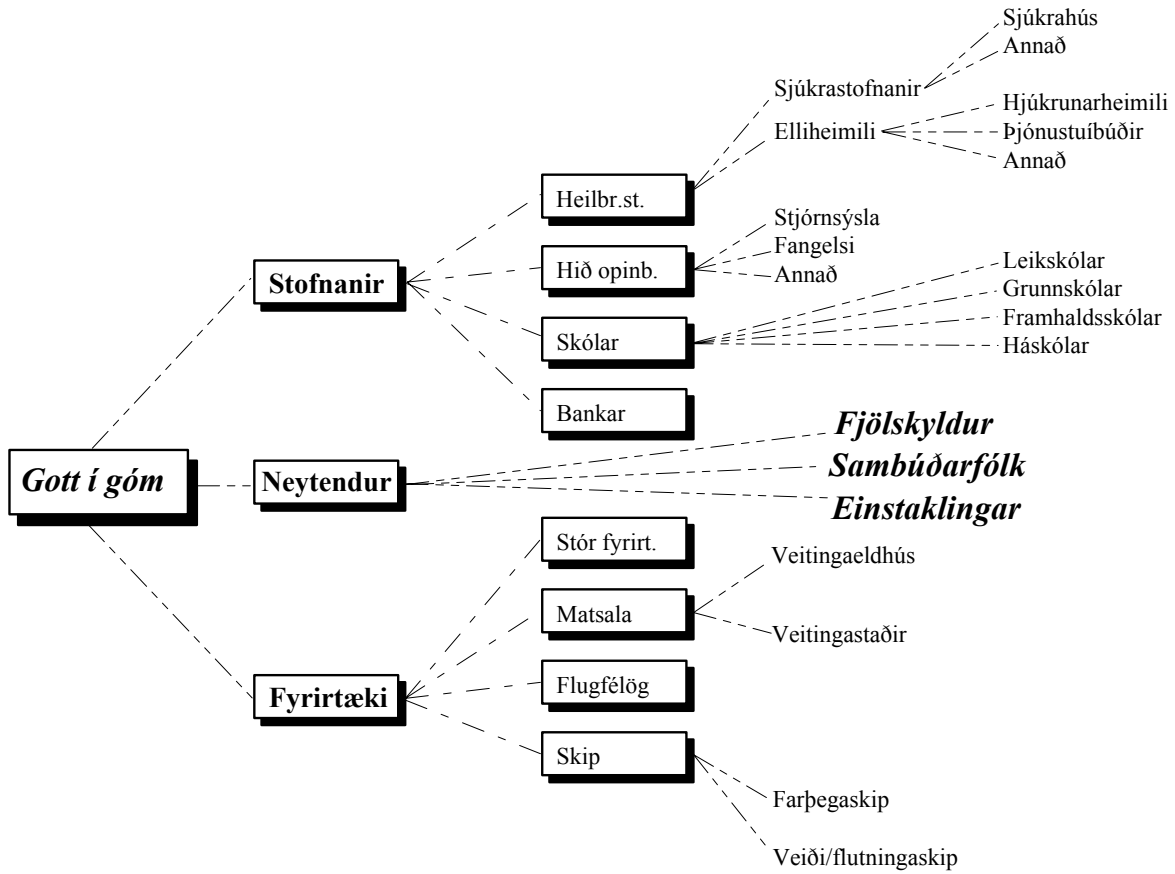 Sjúkrahús
Annað
Sjúkrastofnanir
Hjúkrunarheimili
Elliheimili
Þjónustuíbúðir
Annað
Heilbr.st.
Stjórnsýsla
Fangelsi
Annað
Hið opinb.
Stofnanir
Leikskólar
Grunnskólar
Framhaldsskólar
Háskólar
Skólar
Bankar
Fjölskyldur
Sambúðarfólk
Einstaklingar
Gott í góm
Neytendur
Stór fyrirt.
Veitingaeldhús
Matsala
Veitingastaðir
Flugfélög
Fyrirtæki
Skip
Farþegaskip
Veiði/flutningaskip